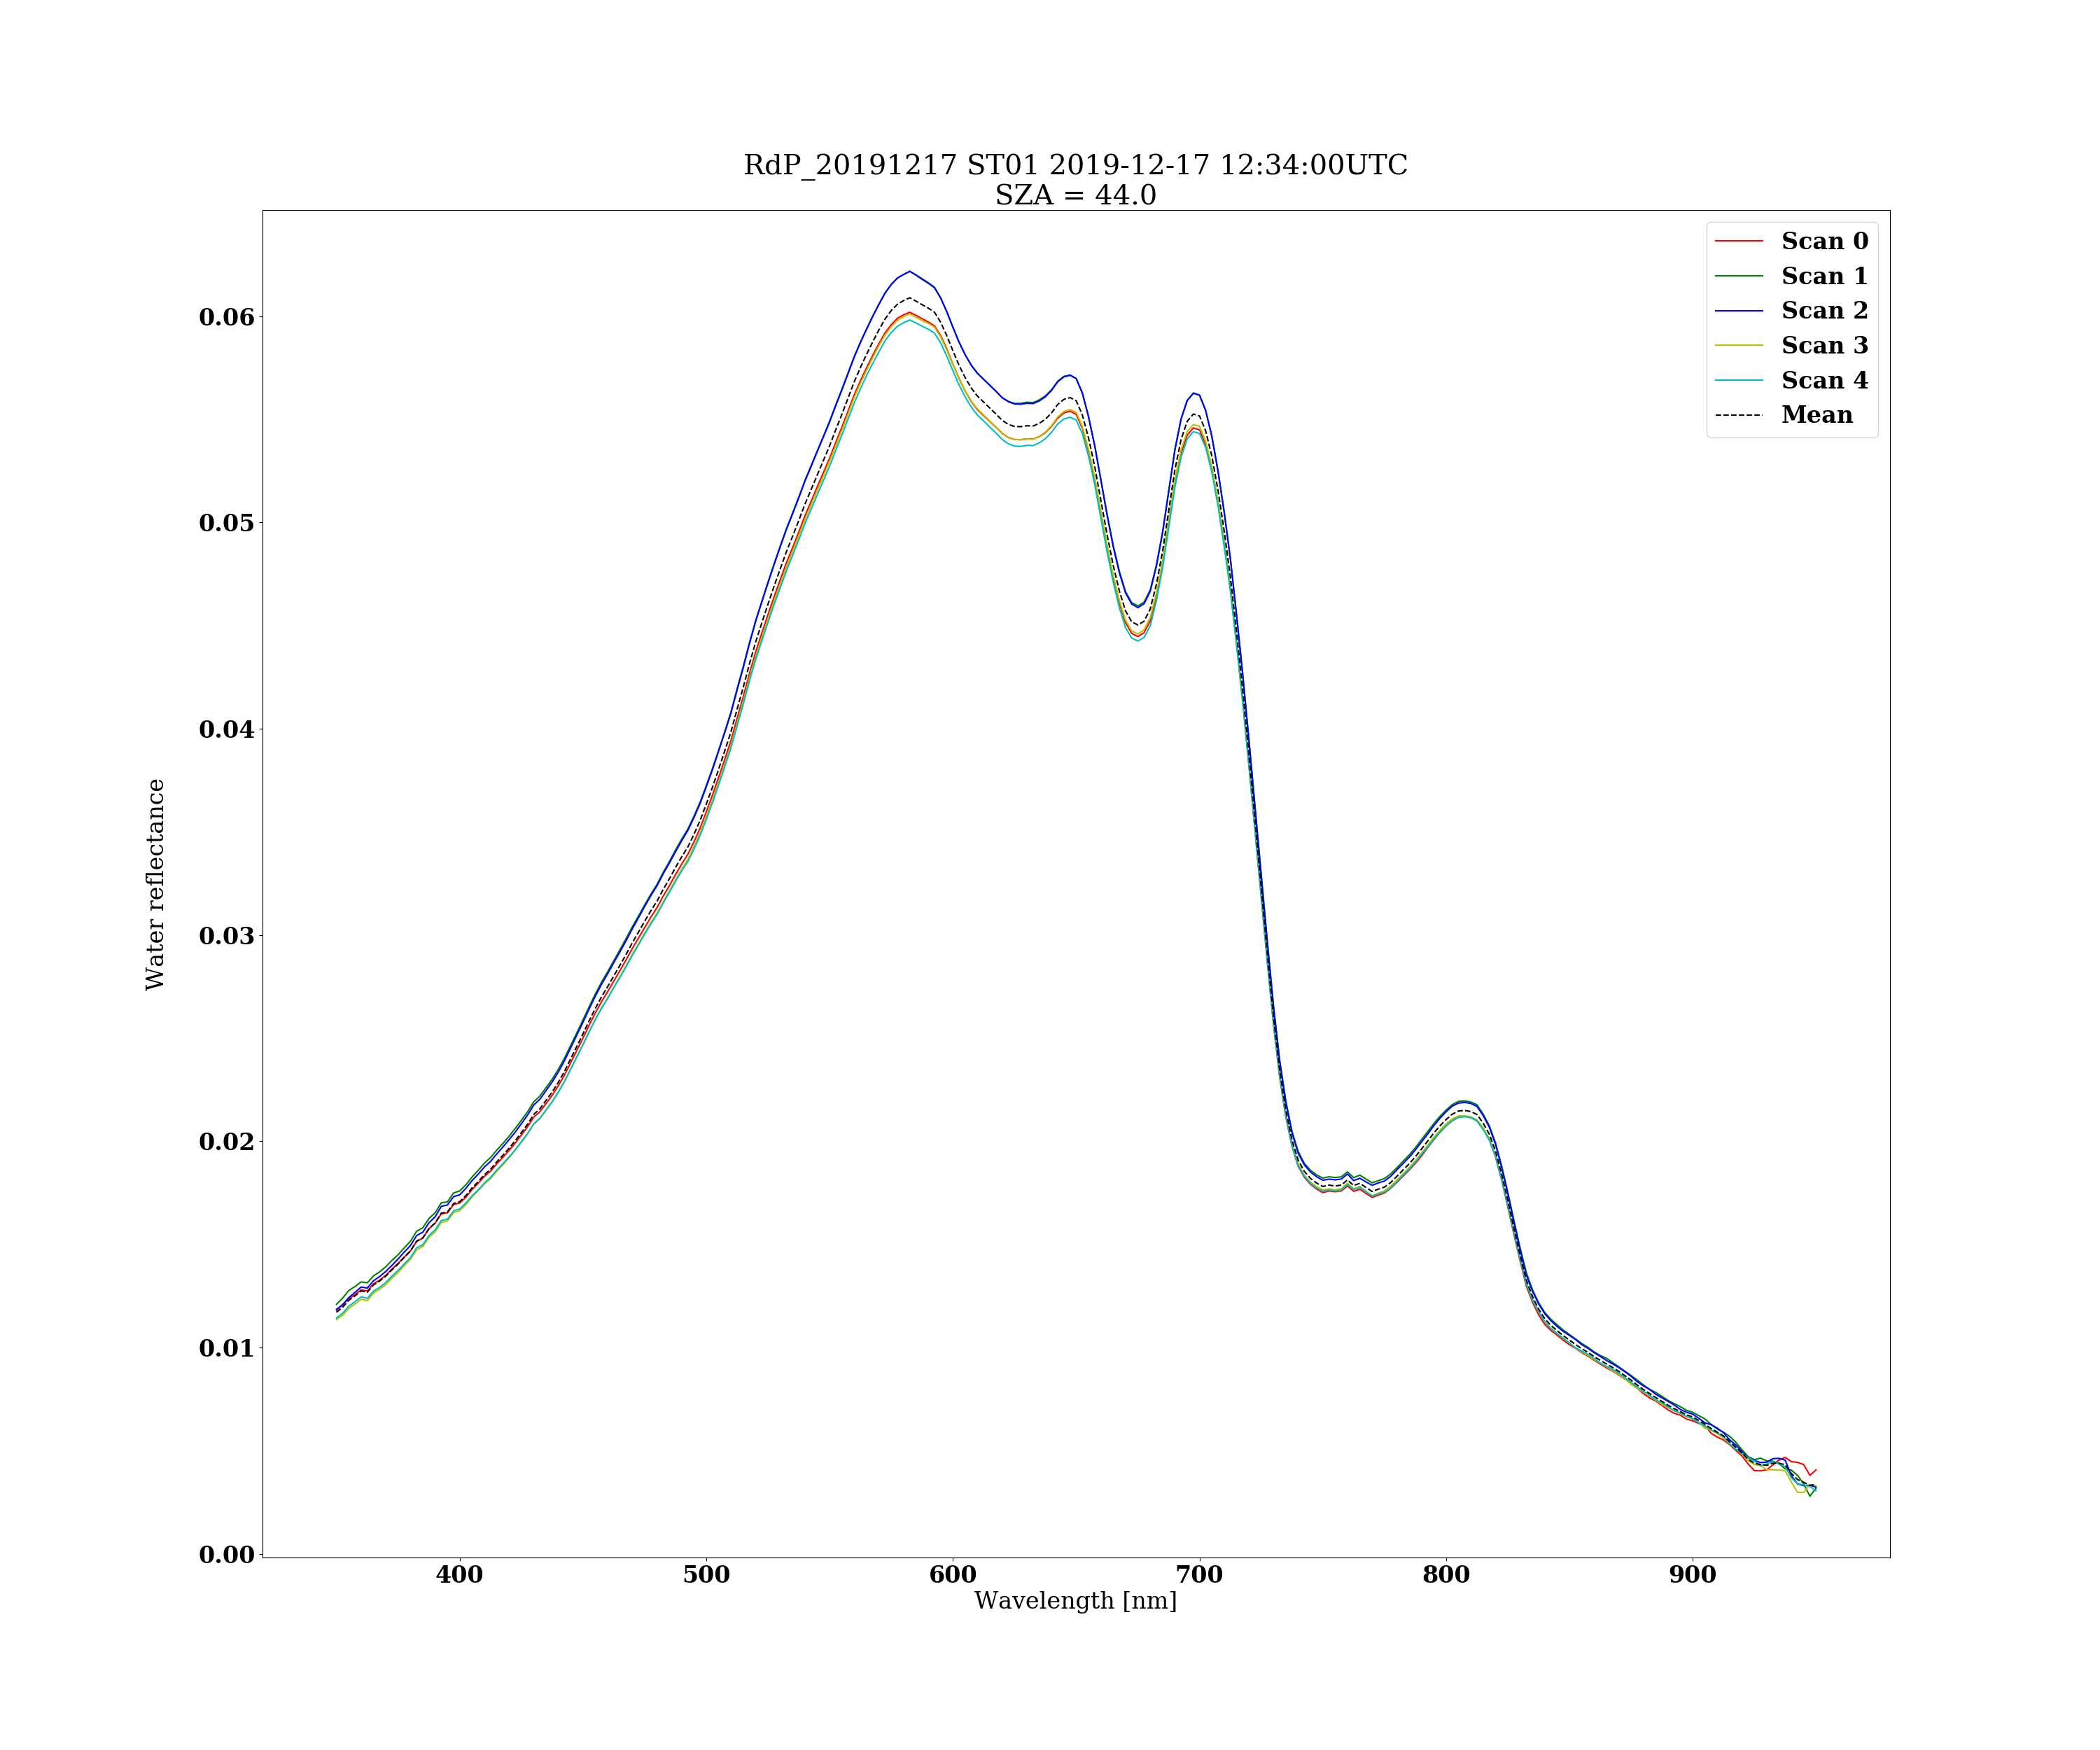 RdP_20191217 ST01 2019-12-17 12:34:00UTC
SZA = 44.0
Scan 0
Scan 1
Scan 2
Scan 3
Scan 4
Mean
Water reflectance
0.06
0.05
0.04
0.03
0.02
0.01
0.00
400 500 600 700 800 900
Wavelength [nm]